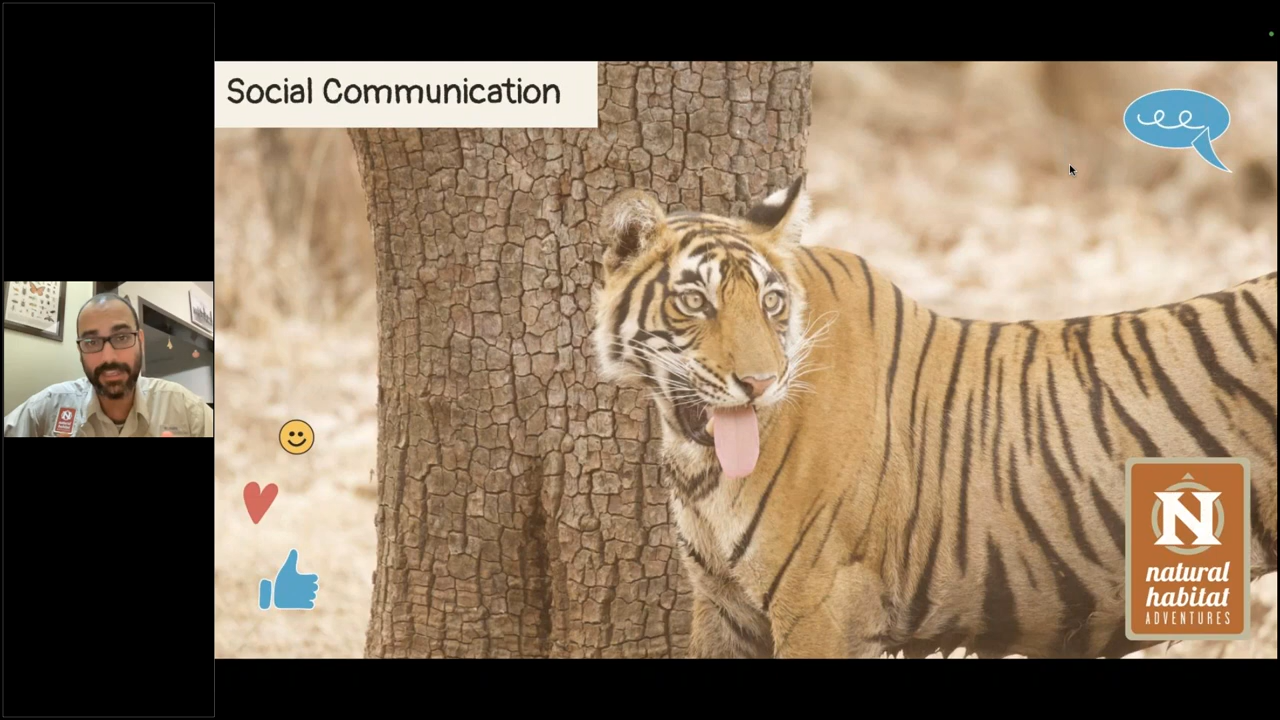 Social Communication
N
natural
habitat
ADVENTURES